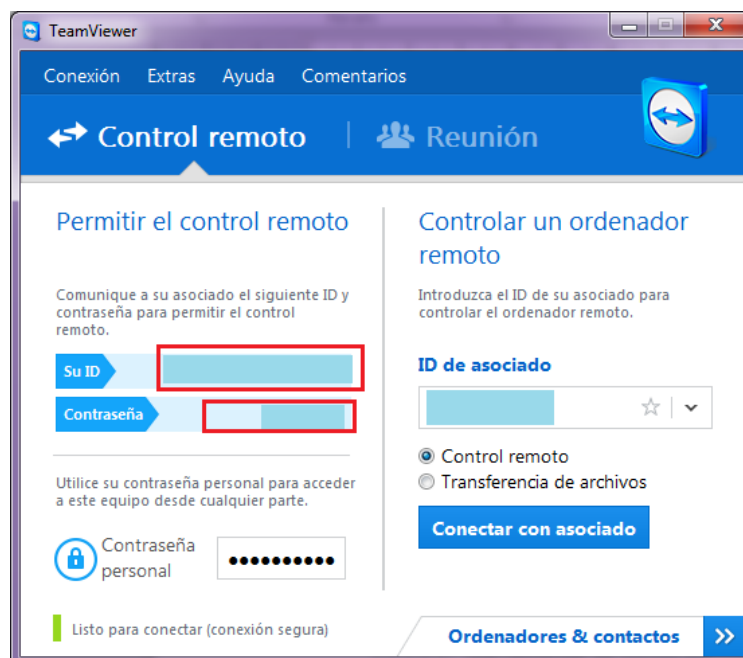 TeamViewer
Conexión Extras Ayuda Comentarios
Control remoto
Reunión
Permitir el control remoto
Comunique a su asociado el siguiente ID y
contraseña para permitir el control
remoto.
Su ID
Contraseña
Utilice su contraseña personal para acceder
a este equipo desde cualquier parte.
Contraseña
personal
Listo para conectar (conexión segura)
Controlar un ordenador
remoto
Introduzca el ID de su asociado para
controlar el ordenador remoto.
ID de asociado
Control remoto
Transferencia de archivos
Conectar con asociado
Ordenadores & contactos